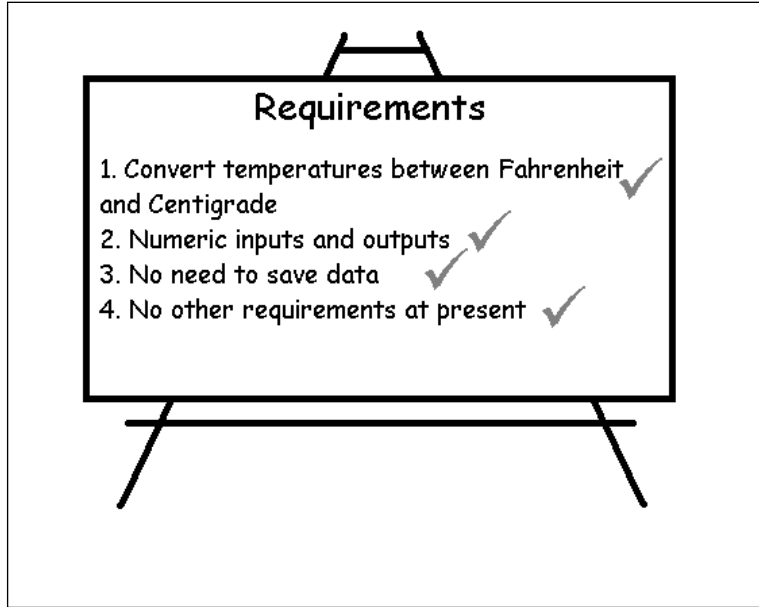 Requirements
1. Convert temperatures between Fahrenheit
and Centigrade
2. Numeric inputs and outputs
3. No need to save data
4. No other requirements at present